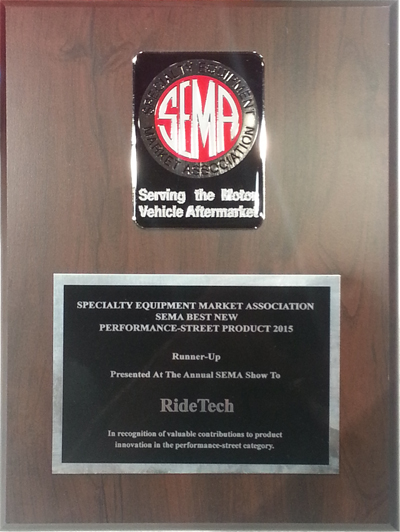 SPECIALTY EQUIPMENT
SEMA
MARKET ASSOCIATION
Serving the Motor
Vehicle Aftermarket
SPECIALTY EQUIPMENT MARKET ASSOCIATION
SEMA BEST NEW
PERFORMANCE-STREET PRODUCT 2015
Runner-Up
Presented At The Annual SEMA Show To
RideTech
In recognition of valuable contributions to product
innovation in the performance-street category.